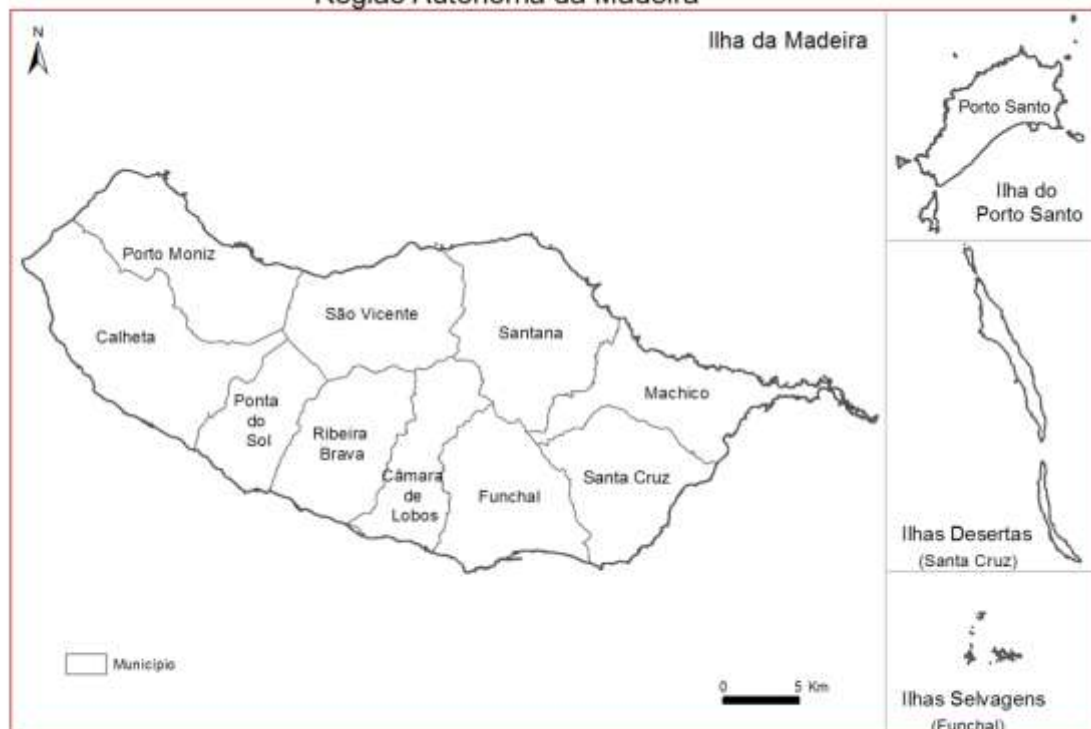 Região Autónoma da Madeira
N
Ilha da Madeira
Porto Santo
Ilha do
Porto Santo
Porto Moniz
São Vicente
Santana
Calheta
Machico
Ponta
do
Sol
Ribeira
Brava
Câmara
de
Lobos
Funchal
Santa Cruz
Ilhas Desertas
(Santa Cruz)
Município
0 5 Km
Ilhas Selvagens
(Funchal)